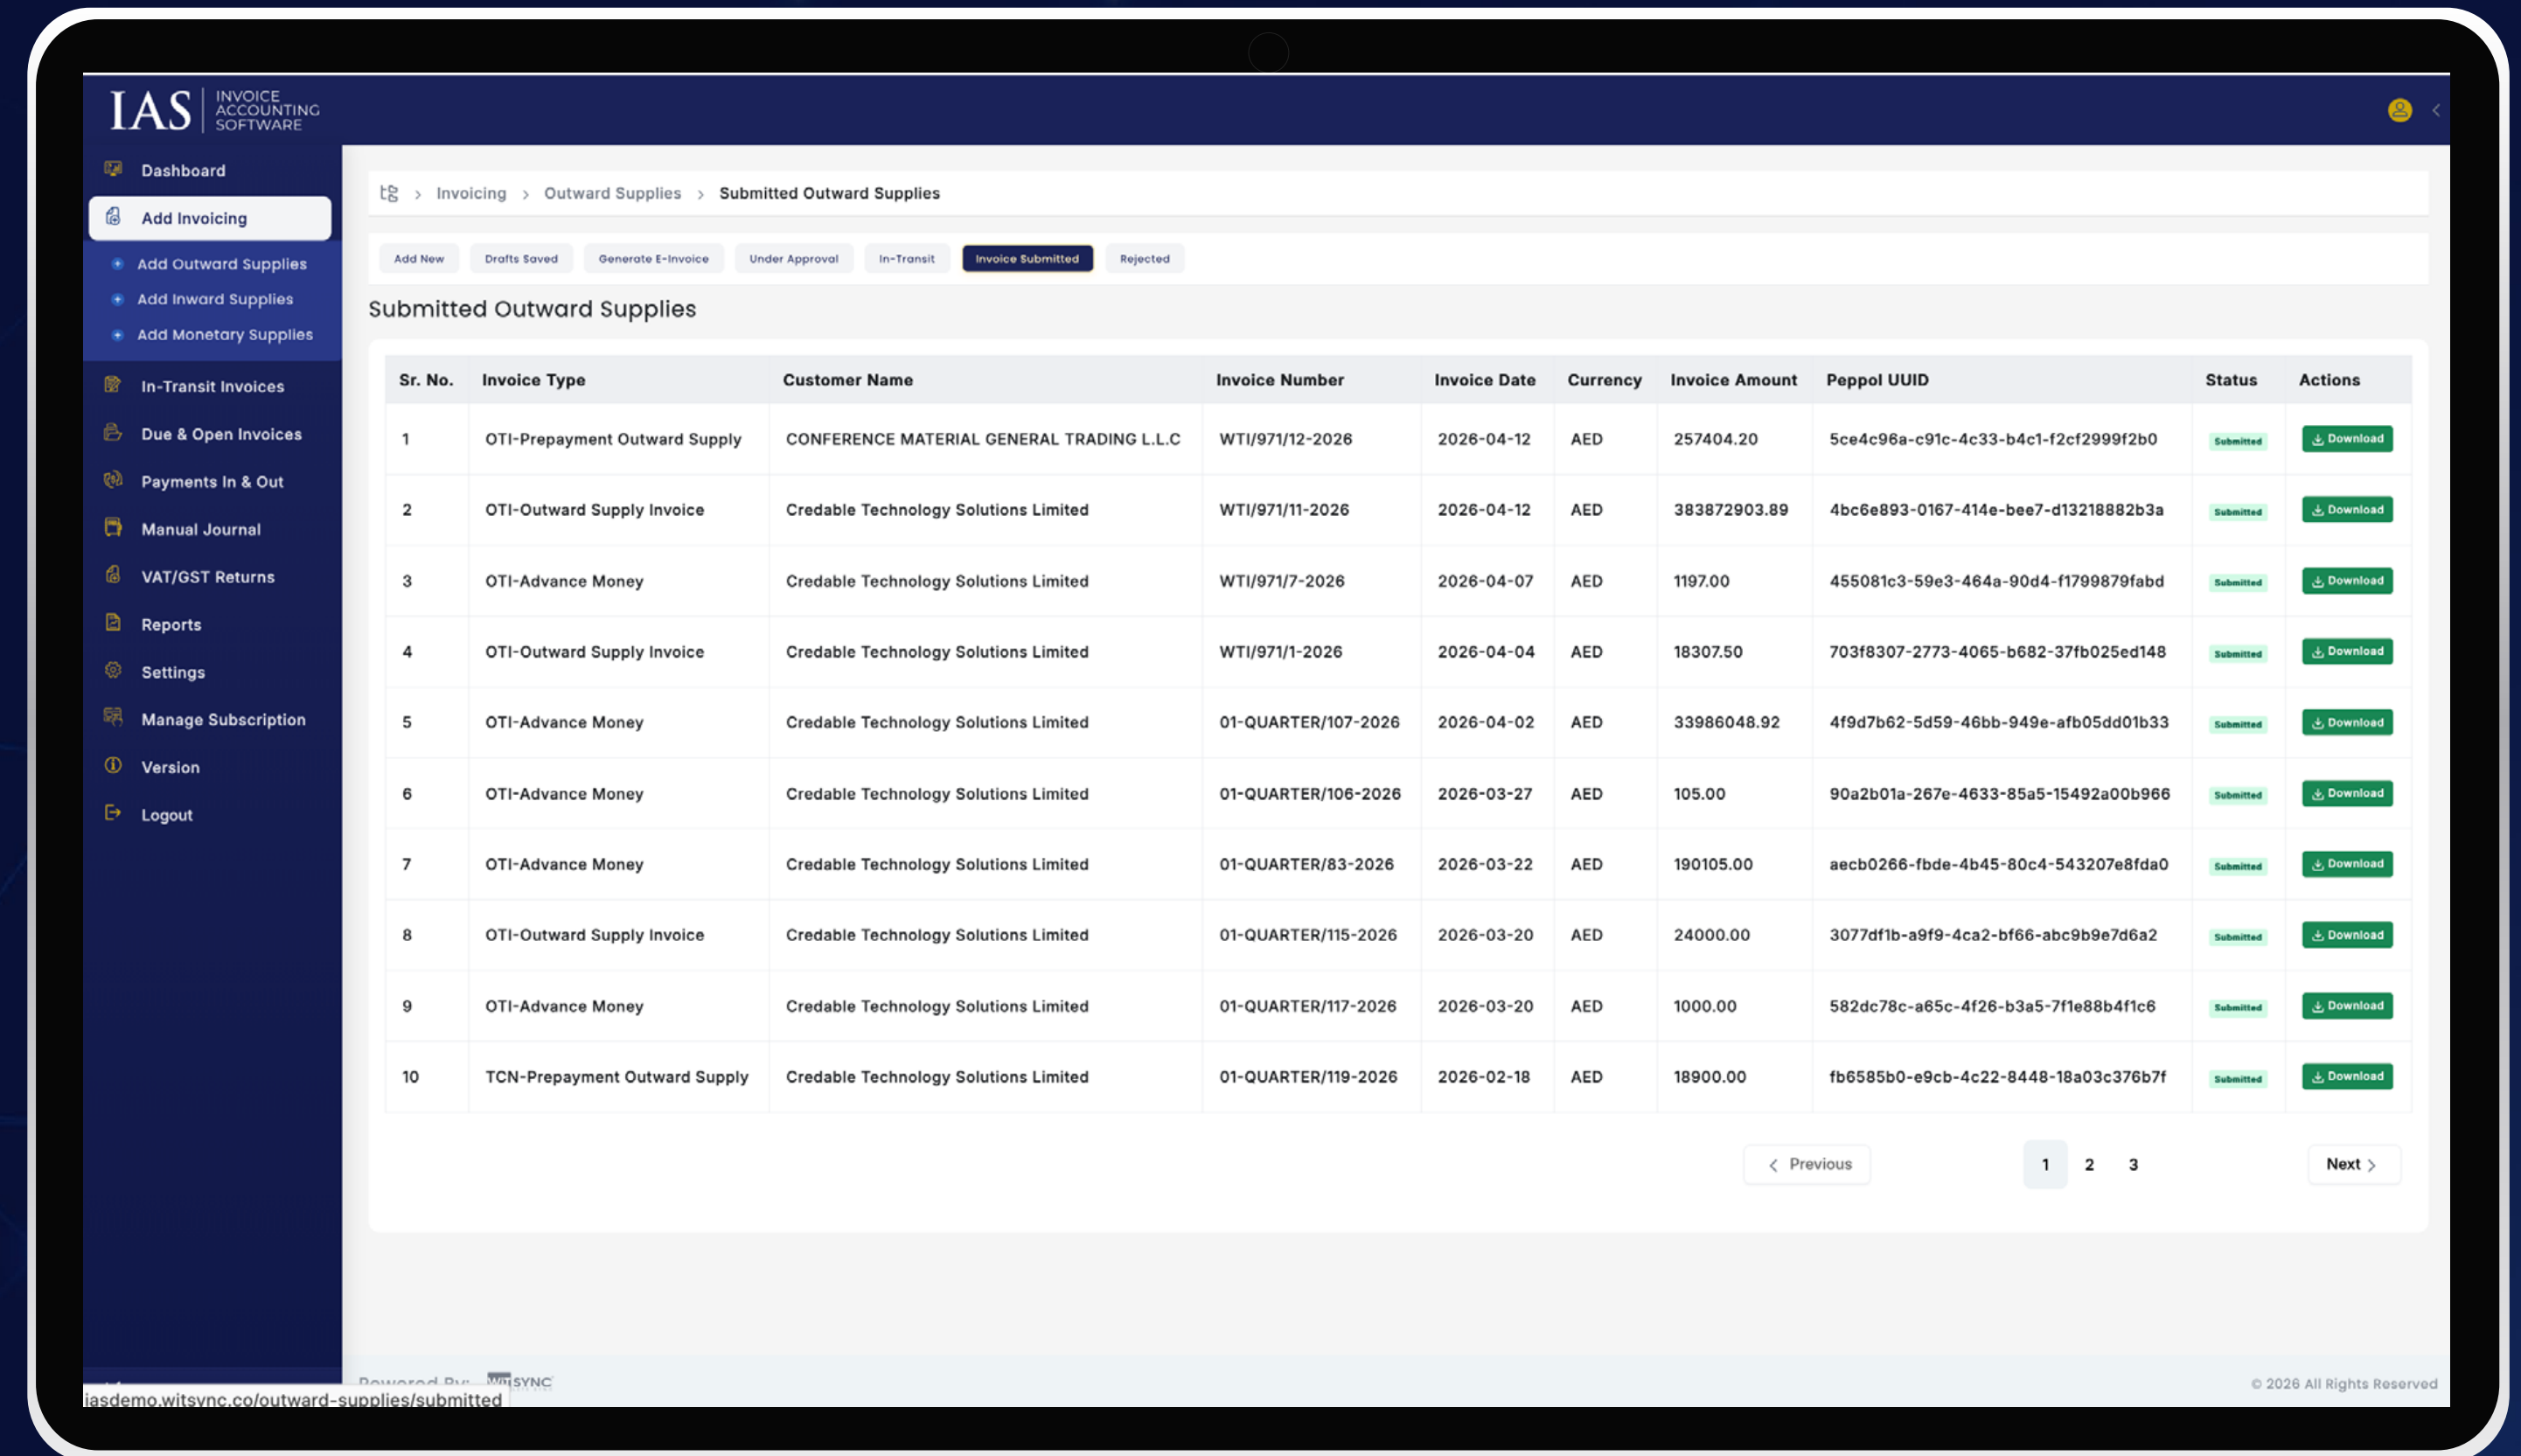 IAS INVOICE ACCOUNTING SOFTWARE
Dashboard
Add Invoicing
Add Outward Supplies
Add Inward Supplies
Add Monetary Supplies
In-Transit Invoices
Due & Open Invoices
Payments In & Out
Manual Journal
VAT/GST Returns
Reports
Settings
Manage Subscription
Version
Logout
> Invoicing > Outward Supplies > Submitted Outward Supplies
Add New Drafts Saved Generate E-Invoice Under Approval In-Transit Invoice Submitted Rejected
Submitted Outward Supplies
Sr. No. Invoice Type Customer Name Invoice Number Invoice Date Currency Invoice Amount Peppol UUID Status Actions
1 OTI-Prepayment Outward Supply CONFERENCE MATERIAL GENERAL TRADING L.L.C WTI/971/12-2026 2026-04-12 AED 257404.20 5ce4c96a-c91c-4c33-b4c1-f2cf2999f2b0 Submitted Download
2 OTI-Outward Supply Invoice Credable Technology Solutions Limited WTI/971/11-2026 2026-04-12 AED 383872903.89 4bc6e893-0167-414e-bee7-d13218882b3a Submitted Download
3 OTI-Advance Money Credable Technology Solutions Limited WTI/971/7-2026 2026-04-07 AED 1197.00 455081c3-59e3-464a-90d4-f1799879fabd Submitted Download
4 OTI-Outward Supply Invoice Credable Technology Solutions Limited WTI/971/1-2026 2026-04-04 AED 18307.50 703f8307-2773-4065-b682-37fb025ed148 Submitted Download
5 OTI-Advance Money Credable Technology Solutions Limited 01-QUARTER/107-2026 2026-04-02 AED 33986048.92 4f9d7b62-5d59-46bb-949e-afb05dd01b33 Submitted Download
6 OTI-Advance Money Credable Technology Solutions Limited 01-QUARTER/106-2026 2026-03-27 AED 105.00 90a2b01a-267e-4633-85a5-15492a00b966 Submitted Download
7 OTI-Advance Money Credable Technology Solutions Limited 01-QUARTER/83-2026 2026-03-22 AED 190105.00 aecb0266-fbde-4b45-80c4-543207e8fda0 Submitted Download
8 OTI-Outward Supply Invoice Credable Technology Solutions Limited 01-QUARTER/115-2026 2026-03-20 AED 24000.00 3077df1b-a9f9-4ca2-bf66-abc9b9e7d6a2 Submitted Download
9 OTI-Advance Money Credable Technology Solutions Limited 01-QUARTER/117-2026 2026-03-20 AED 1000.00 582dc78c-a65c-4f26-b3a5-7f1e88b4f1c6 Submitted Download
10 TCN-Prepayment Outward Supply Credable Technology Solutions Limited 01-QUARTER/119-2026 2026-02-18 AED 18900.00 fb6585b0-e9cb-4c22-8448-18a03c376b7f Submitted Download
< Previous 1 2 3 Next >
Powered By: WitSYNC
© 2026 All Rights Reserved
iasdemo.witsync.co/outward-supplies/submitted